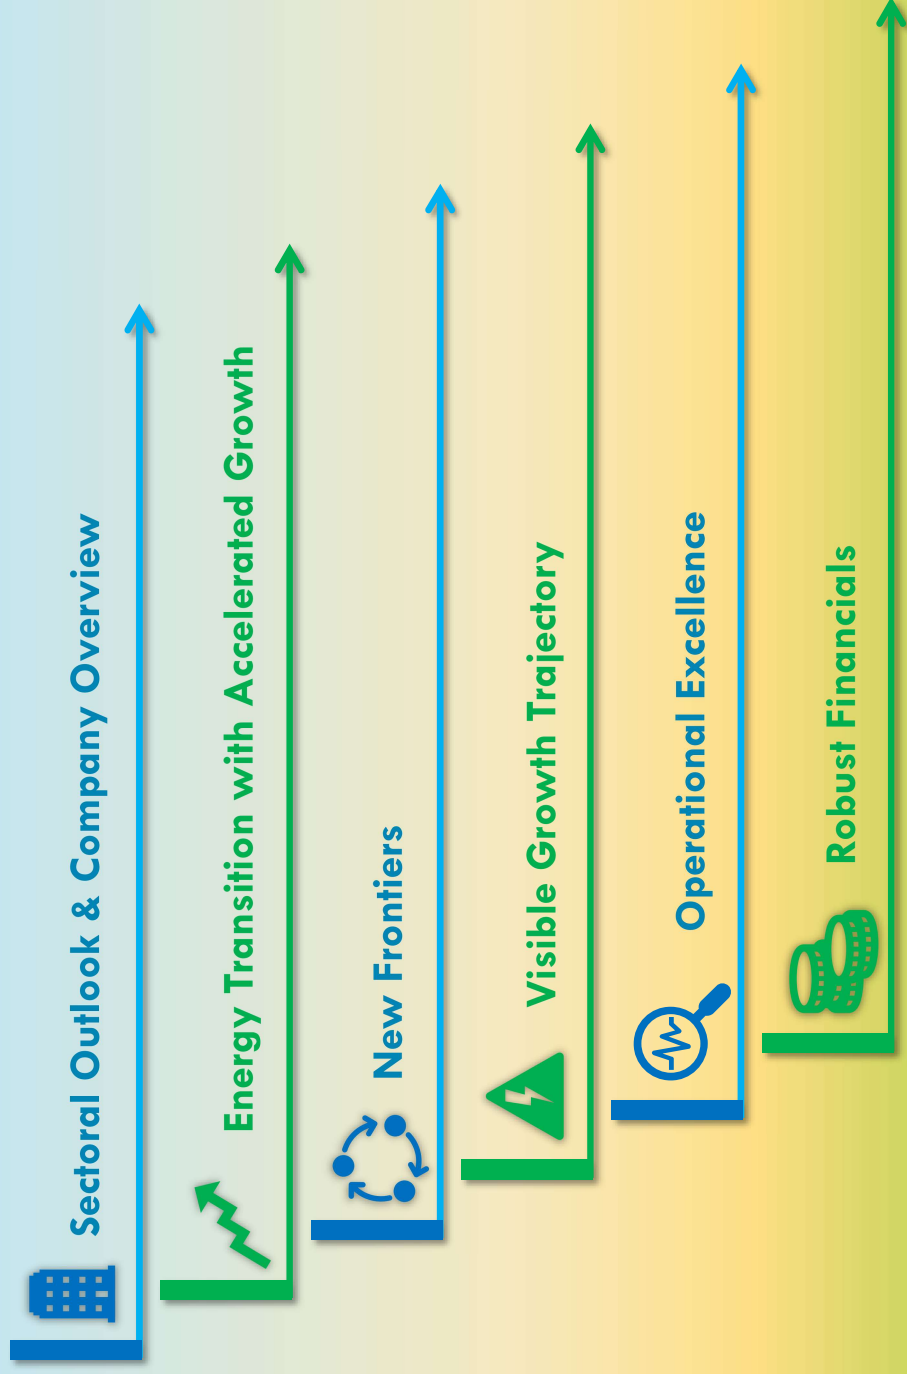 Sectoral Outlook & Company Overview
Energy Transition with Accelerated Growth
New Frontiers
Visible Growth Trajectory
Operational Excellence
Robust Financials